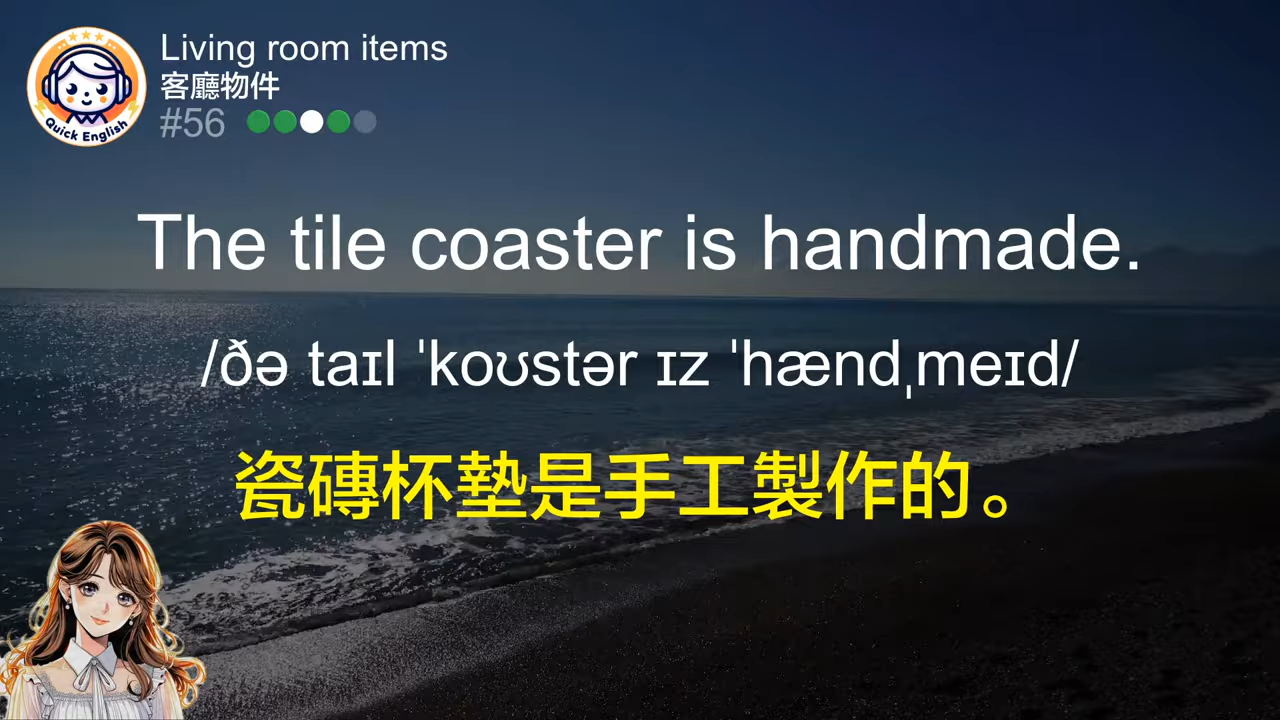 Quick English
Living room items
客廳物件
#56
The tile coaster is handmade.
/ðə taɪl ˈkoʊstər ɪz ˈhændˌmeɪd/
瓷磚杯墊是手工製作的。